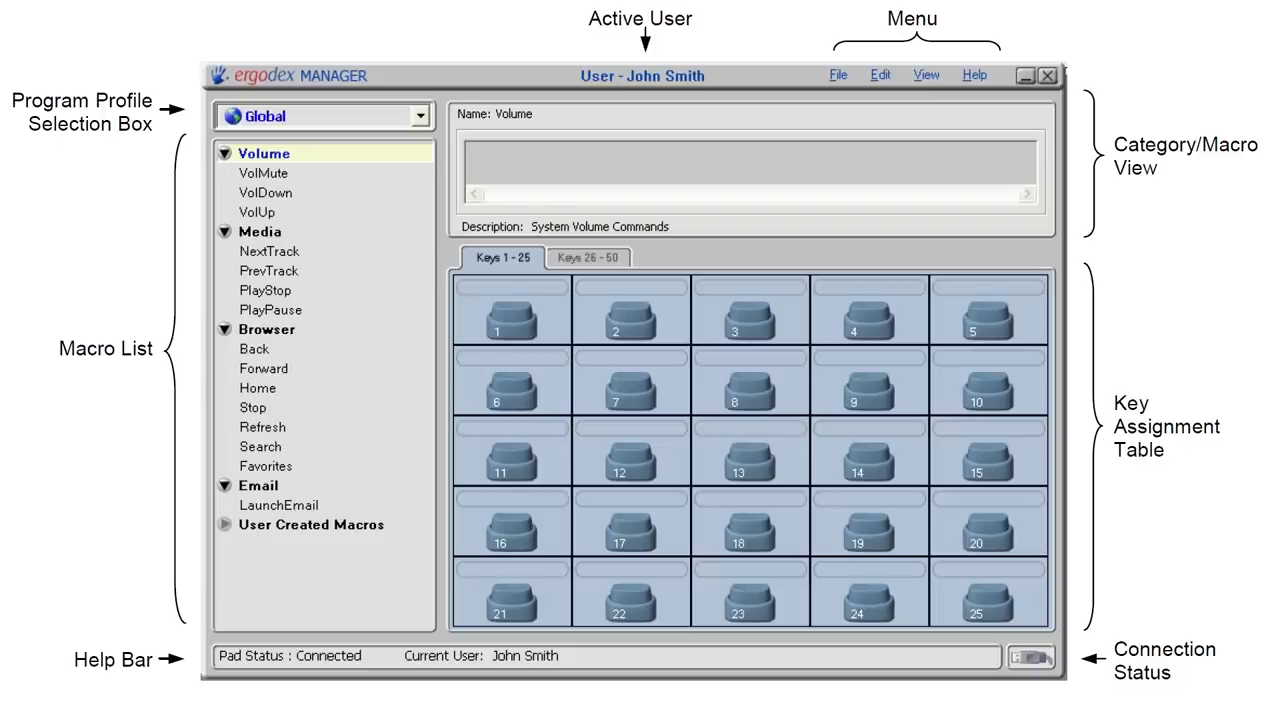 Active User
Menu
ergodex MANAGER
User - John Smith
File Edit View Help
Program Profile
Selection Box
Global
Name: Volume
Category/Macro
View
Volume
VolMute
VolDown
VolUp
Media
NextTrack
PrevTrack
PlayStop
PlayPause
Browser
Back
Forward
Home
Stop
Refresh
Search
Favorites
Email
LaunchEmail
User Created Macros
Macro List
Description: System Volume Commands
Keys 1 - 25 Keys 26 - 50
1 2 3 4 5
6 7 8 9 10
11 12 13 14 15
16 17 18 19 20
21 22 23 24 25
Key
Assignment
Table
Help Bar
Pad Status : Connected Current User: John Smith
Connection
Status